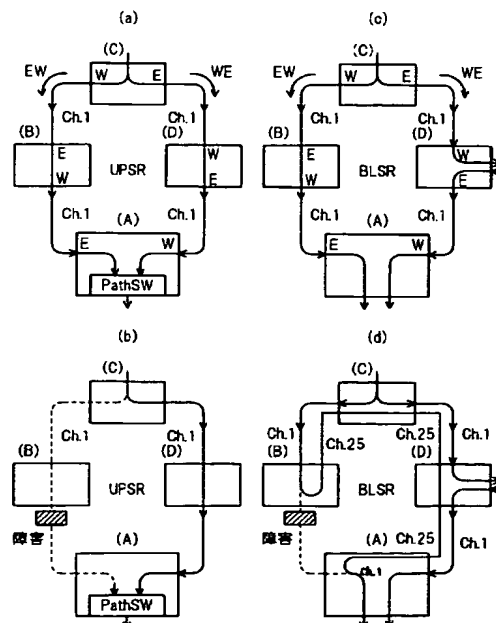 (a)
(C)
EW
W
E
WE
Ch.1
Ch.1
(B)
(D)
E
W
UPSR
W
E
Ch.1
Ch.1
(A)
E
W
PathSW
(c)
(C)
EW
W
E
WE
Ch.1
Ch.1
(B)
(D)
E
W
BLSR
W
E
Ch.1
Ch.1
(A)
E
W
(b)
(C)
Ch.1
(B)
(D)
UPSR
障害
(A)
PathSW
(d)
(C)
Ch.1
Ch.25
Ch.25
Ch.1
(B)
(D)
BLSR
障害
(A)
Ch.25
Ch.1
Ch.1